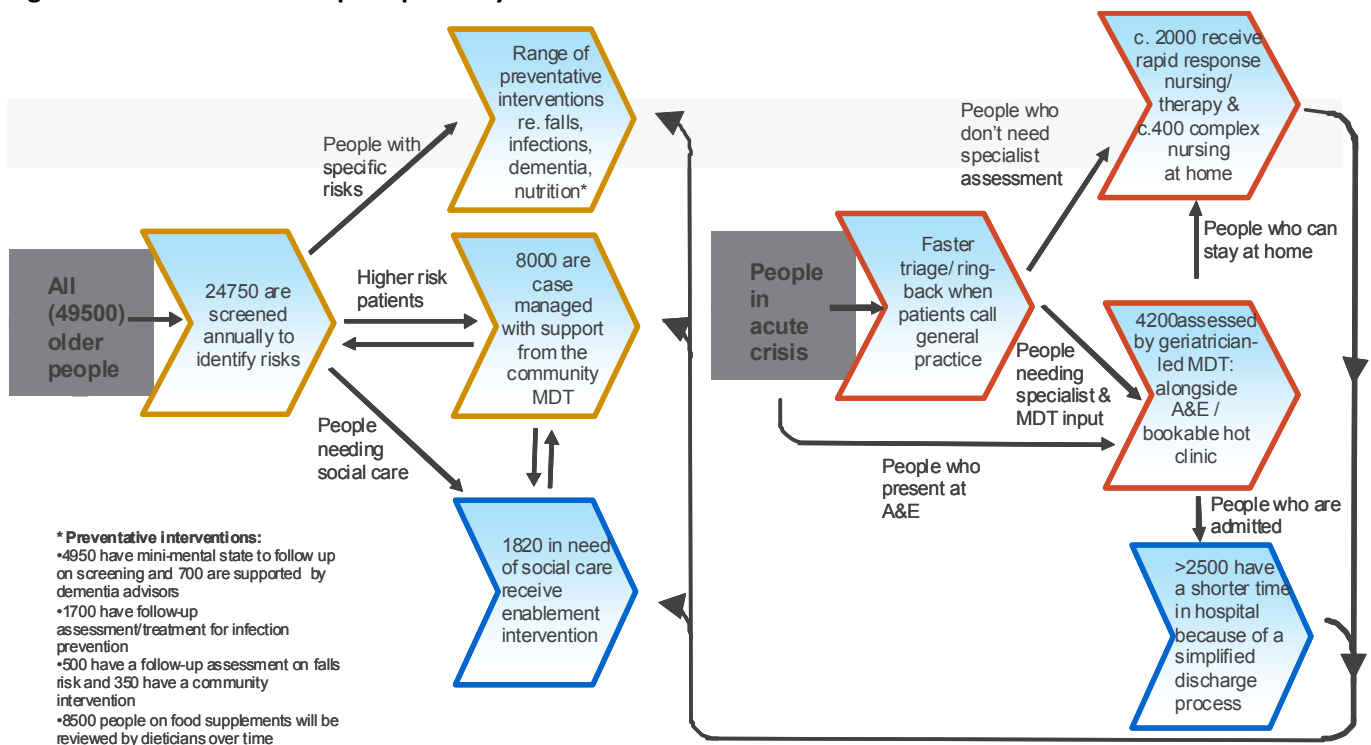 Range of
preventative
interventions
re. falls,
infections,
dementia,
nutrition*
People with
specific
risks
All
(49500)
older
people
24750 are
screened
annually to
identify risks
Higher risk
patients
8000 are
case
managed
with support
from the
community
MDT
People
needing
social care
1820 in need
of social care
receive
enablement
intervention
* Preventative interventions:
•4950 have mini-mental state to follow up
on screening and 700 are supported by
dementia advisors
•1700 have follow-up
assessment/treatment for infection
prevention
•500 have a follow-up assessment on falls
risk and 350 have a community
intervention
•8500 people on food supplements will be
reviewed by dieticians over time
People
in
acute
crisis
Faster
triage/ ring-
back when
patients call
general
practice
People who
don't need
specialist
assessment
c. 2000 receive
rapid response
nursing/
therapy &
c.400 complex
nursing
at home
People who can
stay at home
People
needing
specialist &
MDT input
People who
present at
A&E
4200assessed
by geriatrician-
led MDT:
alongside
A&E /
bookable hot
clinic
People who are
admitted
>2500 have
a shorter time
in hospital
because of a
simplified
discharge
process